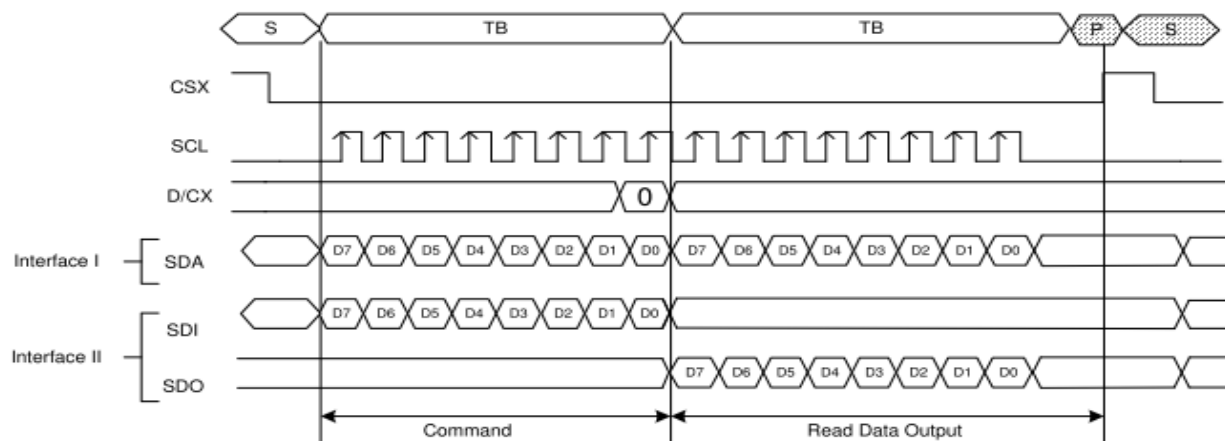 S TB TB P S
CSX
SCL
D/CX 0
SDA D7 D6 D5 D4 D3 D2 D1 D0 D7 D6 D5 D4 D3 D2 D1 D0
Interface I
SDI D7 D6 D5 D4 D3 D2 D1 D0
Interface II
SDO D7 D6 D5 D4 D3 D2 D1 D0
Command Read Data Output